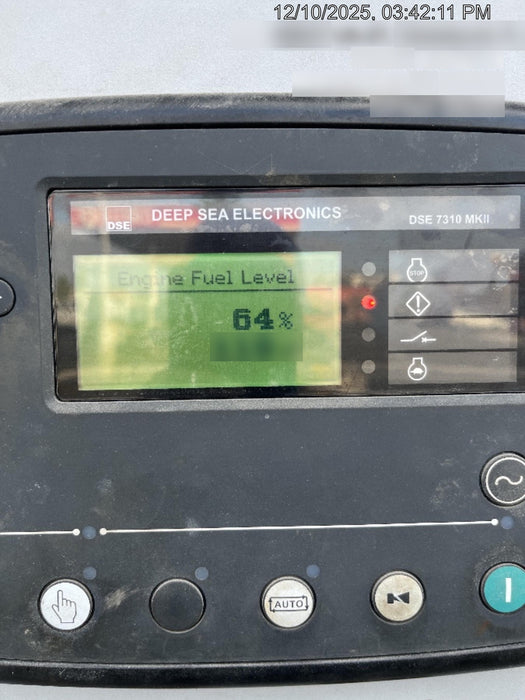 12/10/2025, 03:42:11 PM
DSE
DEEP SEA ELECTRONICS
DSE 7310 MKII
Engine Fuel Level
64%
STOP
AUTO